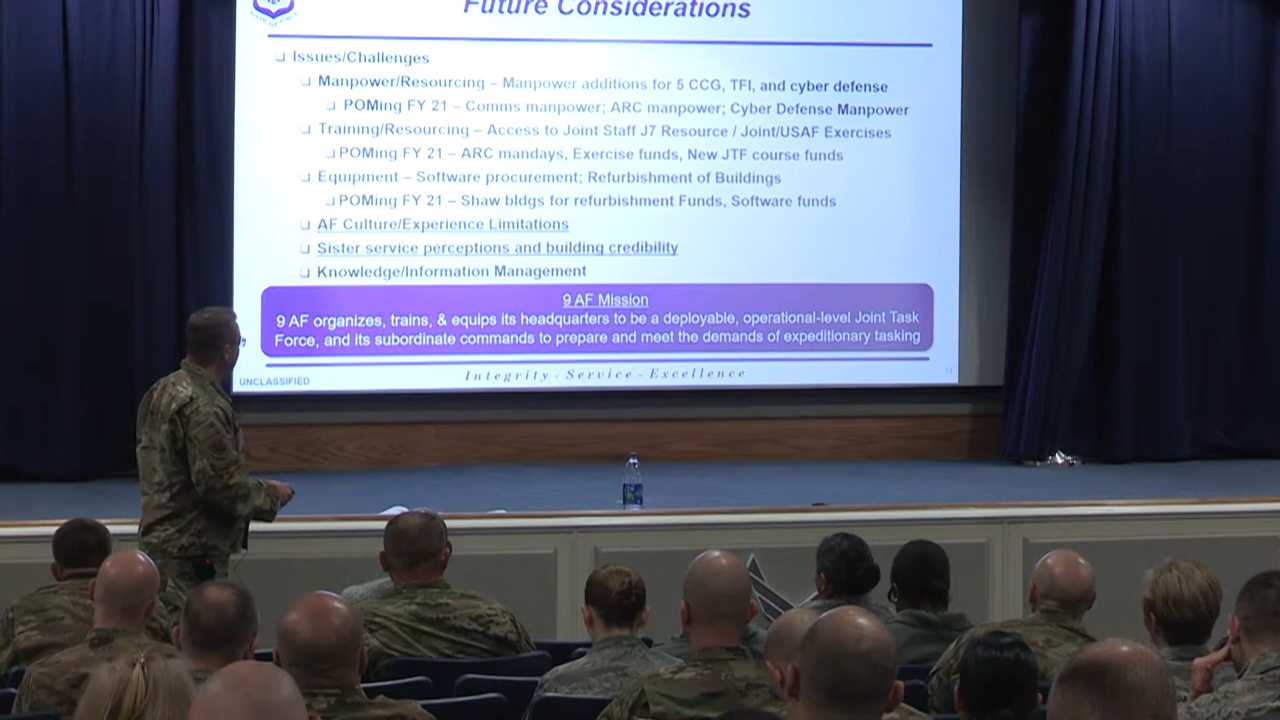 Future Considerations
Issues/Challenges
Manpower/Resourcing – Manpower additions for 5 CCG, TFI, and cyber defense
POMing FY 21 – Comms manpower; ARC manpower; Cyber Defense Manpower
Training/Resourcing – Access to Joint Staff J7 Resource / Joint/USAF Exercises
POMing FY 21 – ARC mandays, Exercise funds, New JTF course funds
Equipment – Software procurement; Refurbishment of Buildings
POMing FY 21 – Shaw bldgs for refurbishment Funds, Software funds
AF Culture/Experience Limitations
Sister service perceptions and building credibility
Knowledge/Information Management
9 AF Mission
9 AF organizes, trains, & equips its headquarters to be a deployable, operational-level Joint Task
Force, and its subordinate commands to prepare and meet the demands of expeditionary tasking
UNCLASSIFIED
Integrity - Service - Excellence